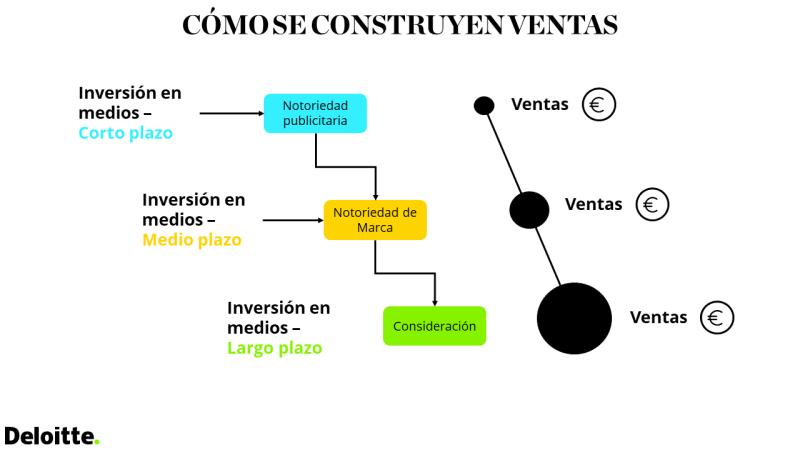 CÓMO SE CONSTRUYEN VENTAS
Inversión en
medios –
Corto plazo
Notoriedad
publicitaria
Ventas €
Inversión en
medios –
Medio plazo
Notoriedad de
Marca
Ventas €
Inversión en
medios –
Largo plazo
Consideración
Ventas €
Deloitte.